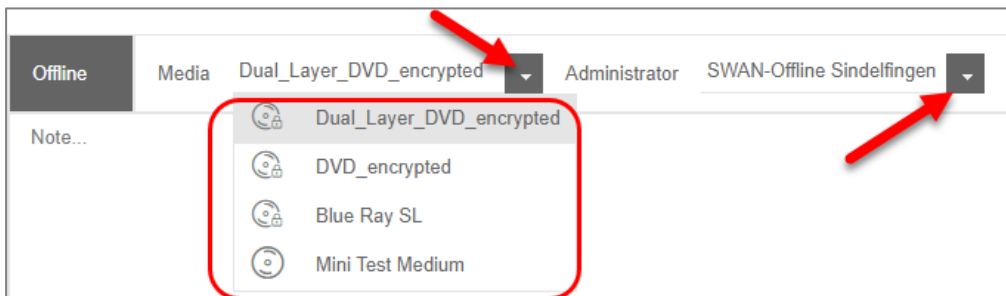 Offline Media Dual_Layer_DVD_encrypted Administrator SWAN-Offline Sindelfingen
Note...
Dual_Layer_DVD_encrypted
DVD_encrypted
Blue Ray SL
Mini Test Medium